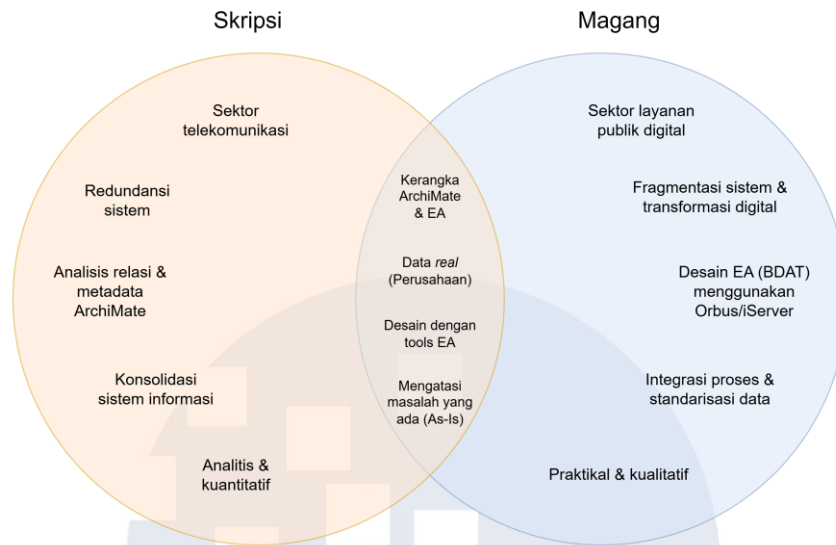 Skripsi
Magang
Sektor
telekomunikasi
Redundansi
sistem
Analisis relasi &
metadata
ArchiMate
Konsolidasi
sistem informasi
Analitis &
kuantitatif
Kerangka
ArchiMate
& EA
Data real
(Perusahaan)
Desain dengan
tools EA
Mengatasi
masalah yang
ada (As-Is)
Sektor layanan
publik digital
Fragmentasi sistem &
transformasi digital
Desain EA (BDAT)
menggunakan
Orbus/iServer
Integrasi proses &
standarisasi data
Praktikal & kualitatif